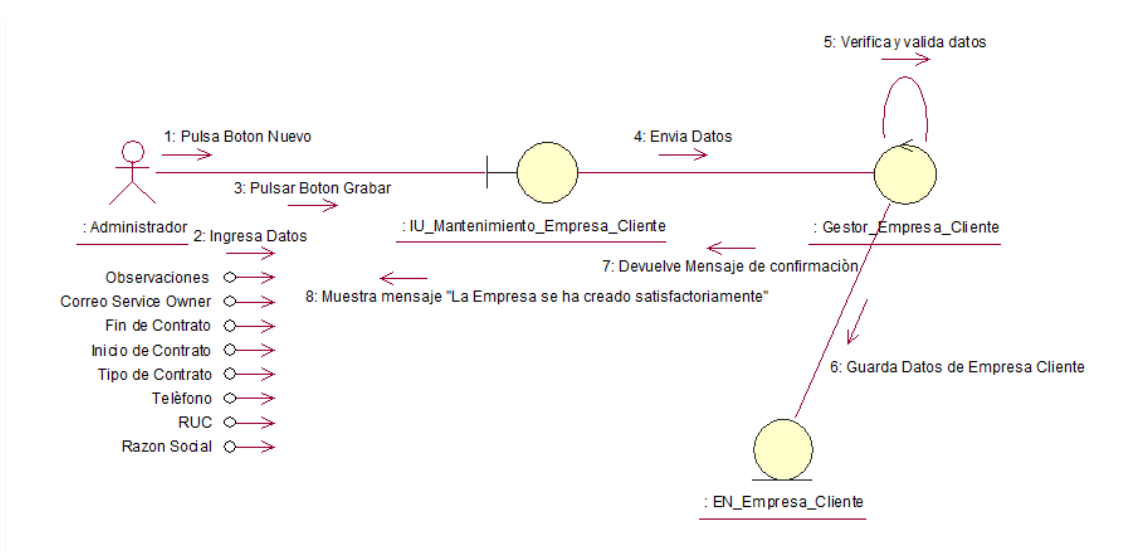 5: Verifica y valida datos
1: Pulsa Boton Nuevo
4: Envia Datos
3: Pulsar Boton Grabar
: Administrador
: IU_Mantenimiento_Empresa_Cliente
: Gestor_Empresa_Cliente
2: Ingresa Datos
7: Devuelve Mensaje de confirmaciòn
Observaciones
8: Muestra mensaje "La Empresa se ha creado satisfactoriamente"
Correo Service Owner
Fin de Contrato
Inicio de Contrato
Tipo de Contrato
6: Guarda Datos de Empresa Cliente
Telèfono
RUC
Razon Social
: EN_Empresa_Cliente